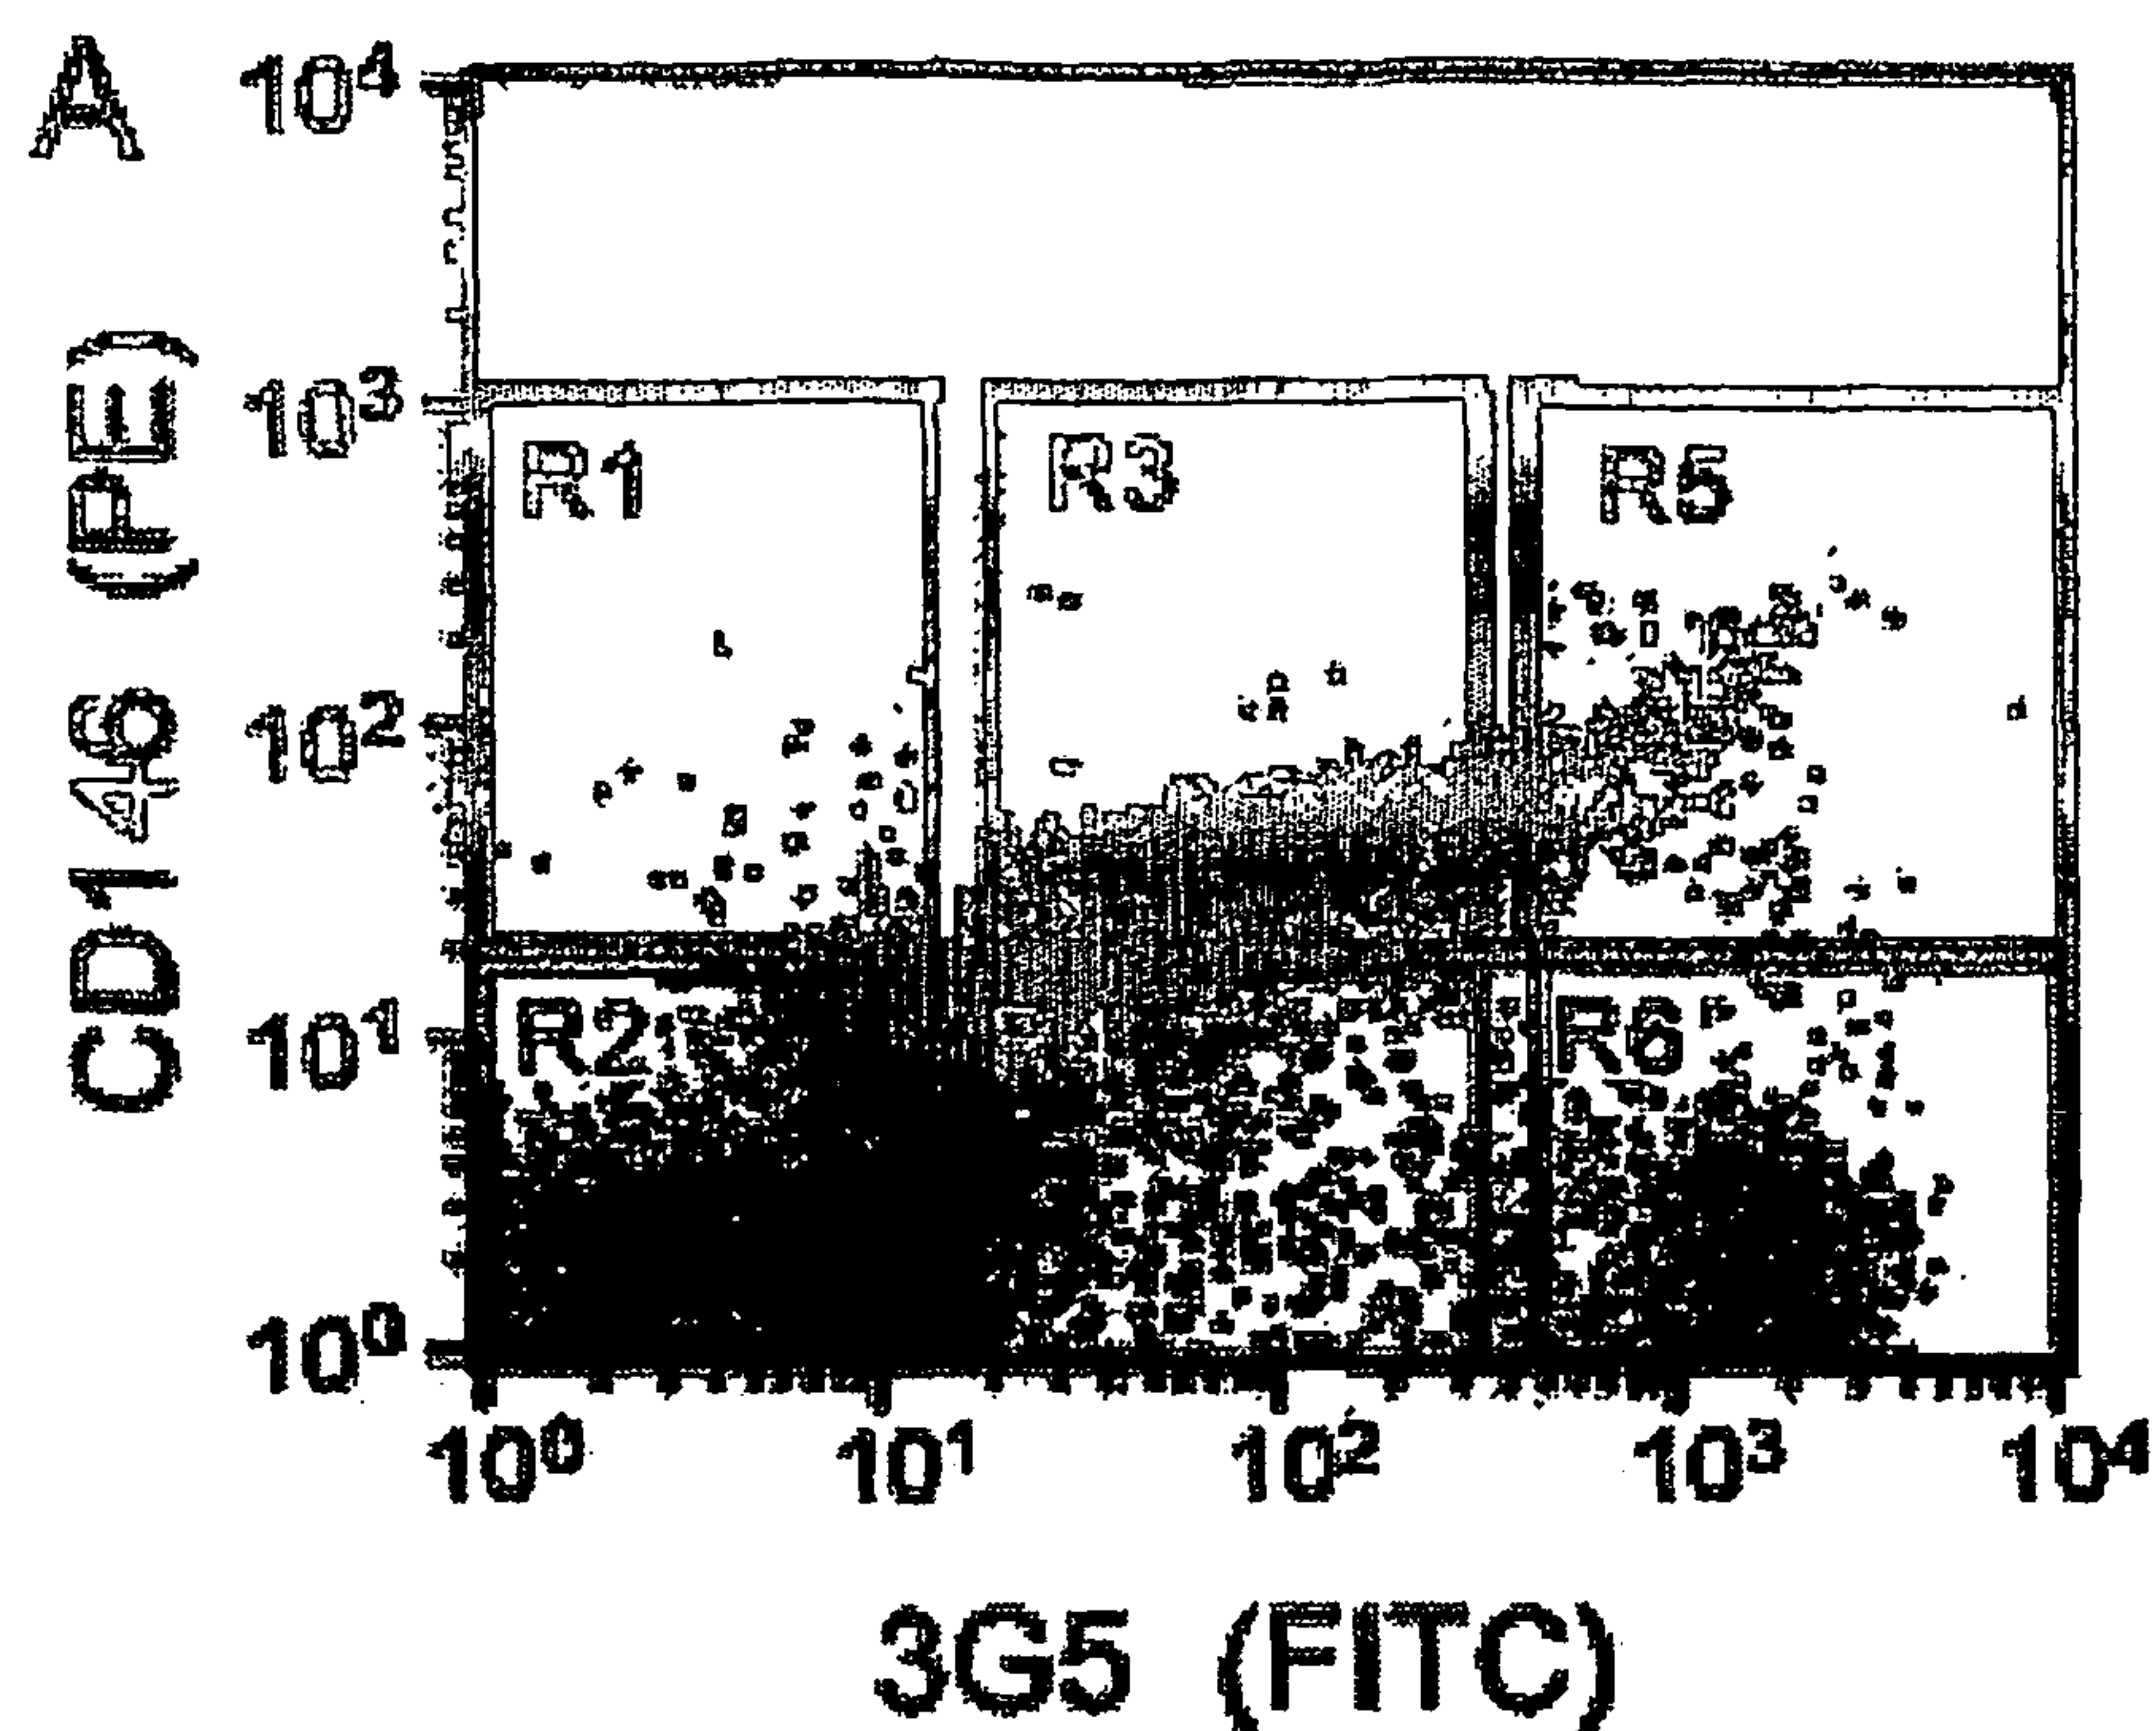 A
10⁴
10³
10²
10¹
10⁰
CD146 (PE)
R1
R3
R5
R2
R6
10⁰ 10¹ 10² 10³ 10⁴
3G5 (FITC)